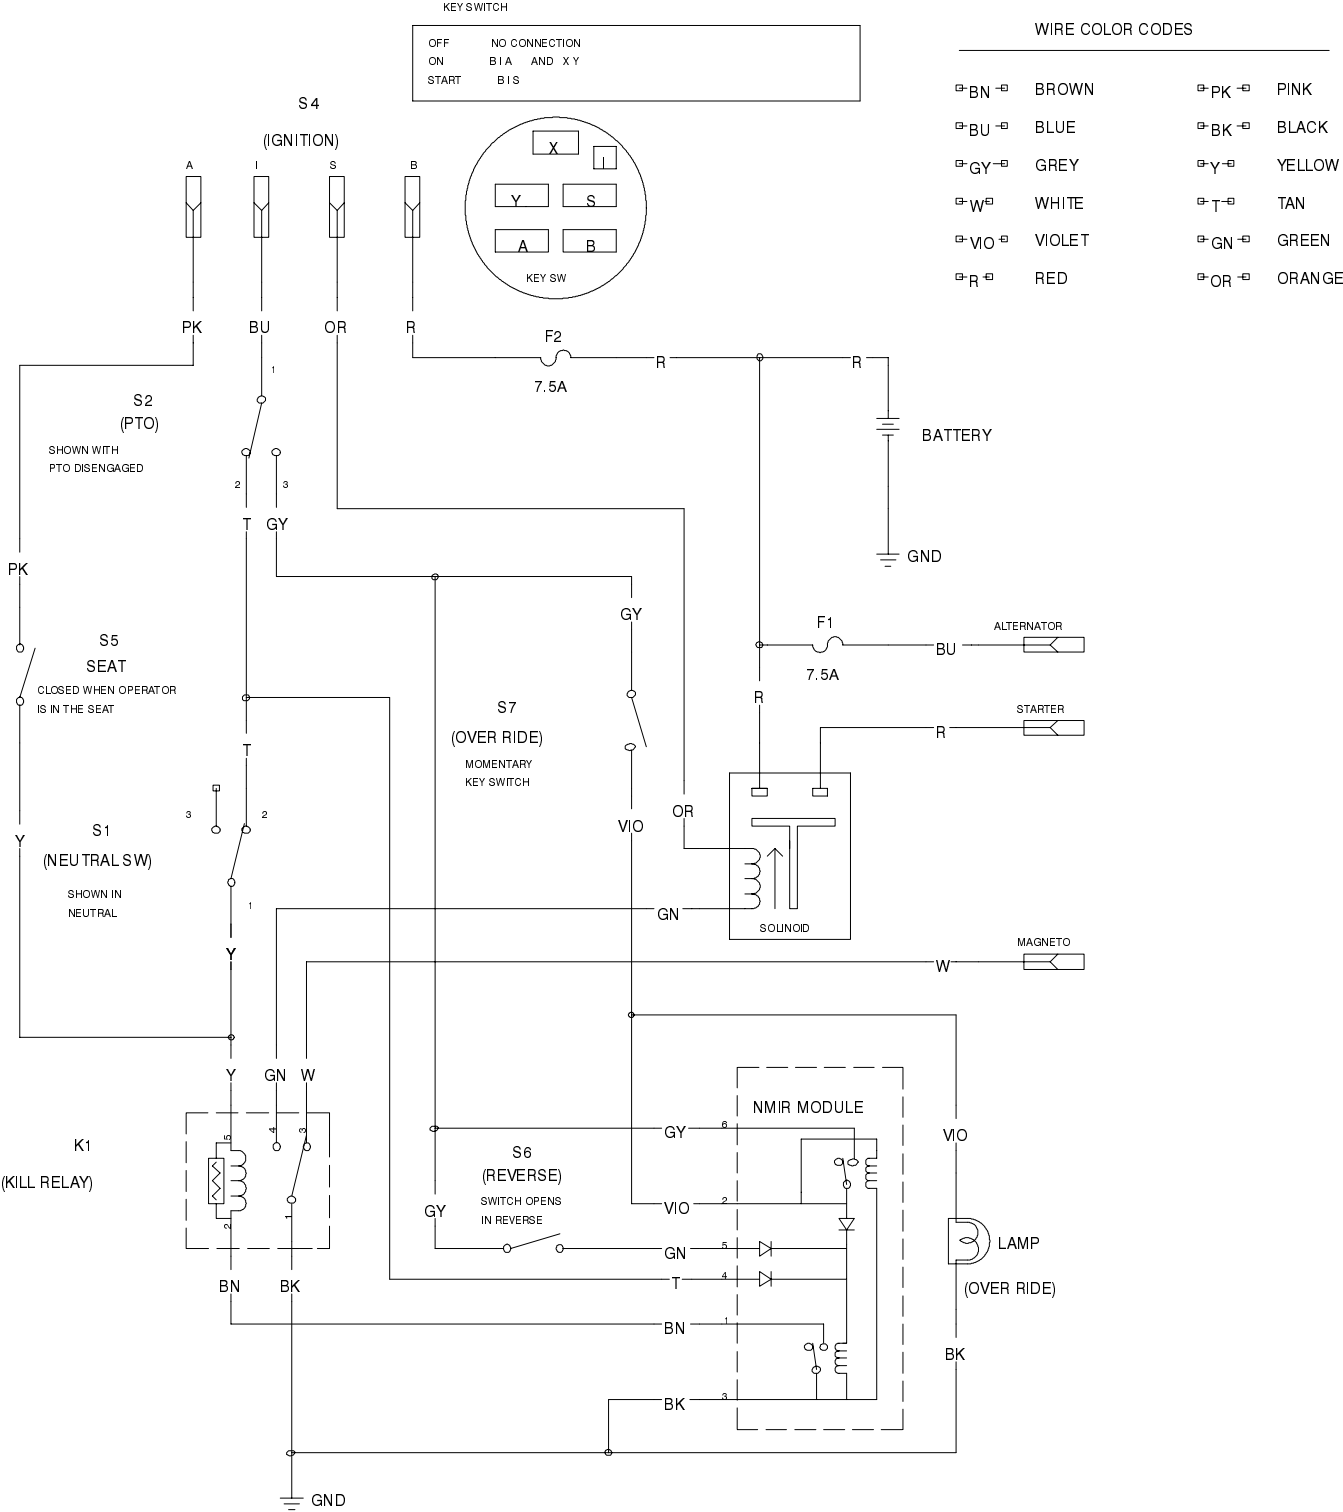 KEY SWITCH
OFF NO CONNECTION
ON B I A AND X Y
START B I S
WIRE COLOR CODES
BN BROWN PK PINK
BU BLUE BK BLACK
GY GREY Y YELLOW
W WHITE T TAN
VIO VIOLET GN GREEN
R RED OR ORANGE
S4
(IGNITION)
A I S B
X
I
Y S
A B
KEY SW
PK BU OR R
F2
7.5A
R R
1
S2
(PTO)
SHOWN WITH
PTO DISENGAGED
2 3
T GY
BATTERY
GND
PK
S5
SEAT
CLOSED WHEN OPERATOR
IS IN THE SEAT
GY
F1
7.5A
BU
ALTERNATOR
R
S7
(OVER RIDE)
MOMENTARY
KEY SWITCH
STARTER
R
T
3 2
S1
(NEUTRAL SW)
SHOWN IN
NEUTRAL
Y
VIO
OR
1
GN
SOLINOID
Y
MAGNETO
W
Y GN W
K1
(KILL RELAY)
5 4 3
2 1
NMIR MODULE
GY 6
S6
(REVERSE)
SWITCH OPENS
IN REVERSE
VIO
VIO 2
GY
GN 5
LAMP
(OVER RIDE)
T 4
BN BK
BN 1
BK
BK 3
GND